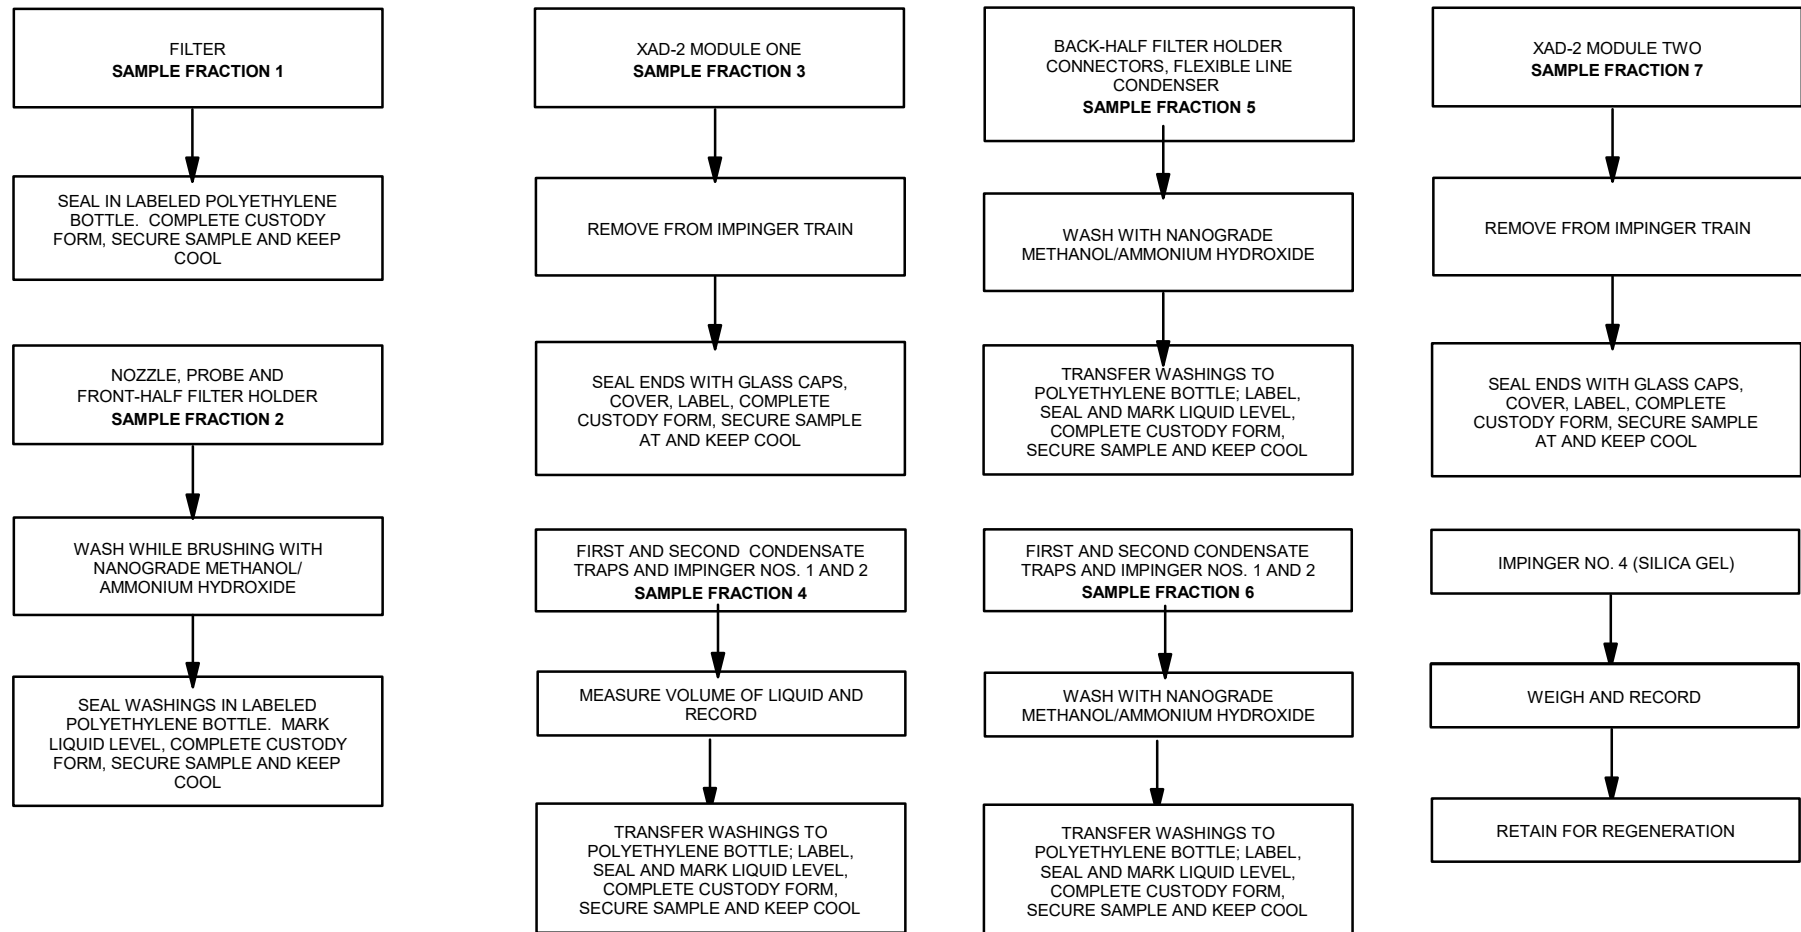 FILTER
SAMPLE FRACTION 1
SEAL IN LABELED POLYETHYLENE
BOTTLE.  COMPLETE CUSTODY
FORM, SECURE SAMPLE AND KEEP
COOL
NOZZLE, PROBE AND
FRONT-HALF FILTER HOLDER
SAMPLE FRACTION 2
WASH WHILE BRUSHING WITH
NANOGRADE METHANOL/
AMMONIUM HYDROXIDE
SEAL WASHINGS IN LABELED
POLYETHYLENE BOTTLE.  MARK
LIQUID LEVEL, COMPLETE CUSTODY
FORM, SECURE SAMPLE AND KEEP
COOL
XAD-2 MODULE ONE
SAMPLE FRACTION 3
REMOVE FROM IMPINGER TRAIN
SEAL ENDS WITH GLASS CAPS,
COVER, LABEL, COMPLETE
CUSTODY FORM, SECURE SAMPLE
AT AND KEEP COOL
FIRST AND SECOND  CONDENSATE
TRAPS AND IMPINGER NOS. 1 AND 2
SAMPLE FRACTION 4
MEASURE VOLUME OF LIQUID AND
RECORD
TRANSFER WASHINGS TO
POLYETHYLENE BOTTLE; LABEL,
SEAL AND MARK LIQUID LEVEL,
COMPLETE CUSTODY FORM,
SECURE SAMPLE AND KEEP COOL
BACK-HALF FILTER HOLDER
CONNECTORS, FLEXIBLE LINE
CONDENSER
SAMPLE FRACTION 5
WASH WITH NANOGRADE
METHANOL/AMMONIUM HYDROXIDE
TRANSFER WASHINGS TO
POLYETHYLENE BOTTLE; LABEL,
SEAL AND MARK LIQUID LEVEL,
COMPLETE CUSTODY FORM,
SECURE SAMPLE AND KEEP COOL
FIRST AND SECOND CONDENSATE
TRAPS AND IMPINGER NOS. 1 AND 2
SAMPLE FRACTION 6
WASH WITH NANOGRADE
METHANOL/AMMONIUM HYDROXIDE
TRANSFER WASHINGS TO
POLYETHYLENE BOTTLE; LABEL,
SEAL AND MARK LIQUID LEVEL,
COMPLETE CUSTODY FORM,
SECURE SAMPLE AND KEEP COOL
XAD-2 MODULE TWO
SAMPLE FRACTION 7
REMOVE FROM IMPINGER TRAIN
SEAL ENDS WITH GLASS CAPS,
COVER, LABEL, COMPLETE
CUSTODY FORM, SECURE SAMPLE
AT AND KEEP COOL
IMPINGER NO. 4 (SILICA GEL)
WEIGH AND RECORD
RETAIN FOR REGENERATION